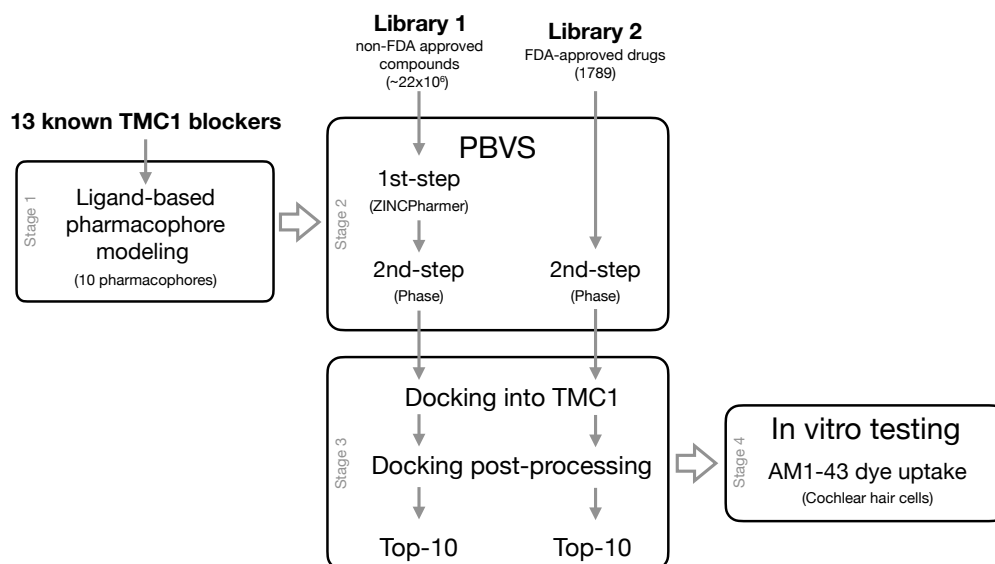 Library 1
non-FDA approved
compounds
(~22x10⁶)
Library 2
FDA-approved drugs
(1789)
13 known TMC1 blockers
Stage 1
Ligand-based
pharmacophore
modeling
(10 pharmacophores)
Stage 2
PBVS
1st-step
(ZINCPharmer)
2nd-step
(Phase)
2nd-step
(Phase)
Stage 3
Docking into TMC1
Docking post-processing
Top-10
Top-10
Stage 4
In vitro testing
AM1-43 dye uptake
(Cochlear hair cells)